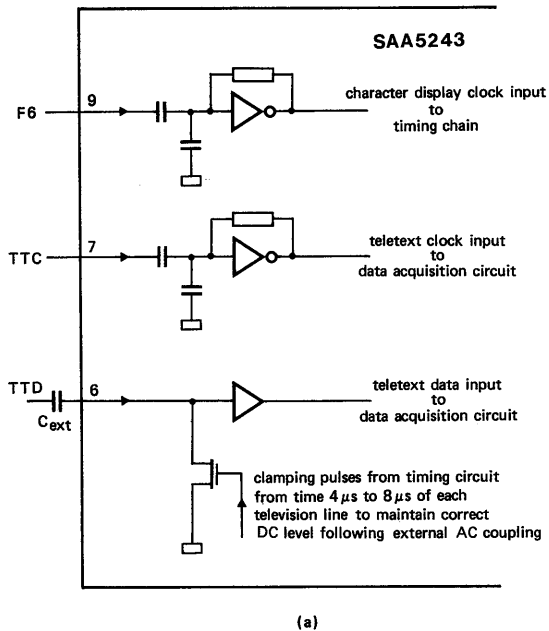 SAA5243
F6
9
character display clock input
to
timing chain
TTC
7
teletext clock input
to
data acquisition circuit
TTD
6
Cext
teletext data input
to
data acquisition circuit
clamping pulses from timing circuit
from time 4 μs to 8 μs of each
television line to maintain correct
DC level following external AC coupling
(a)